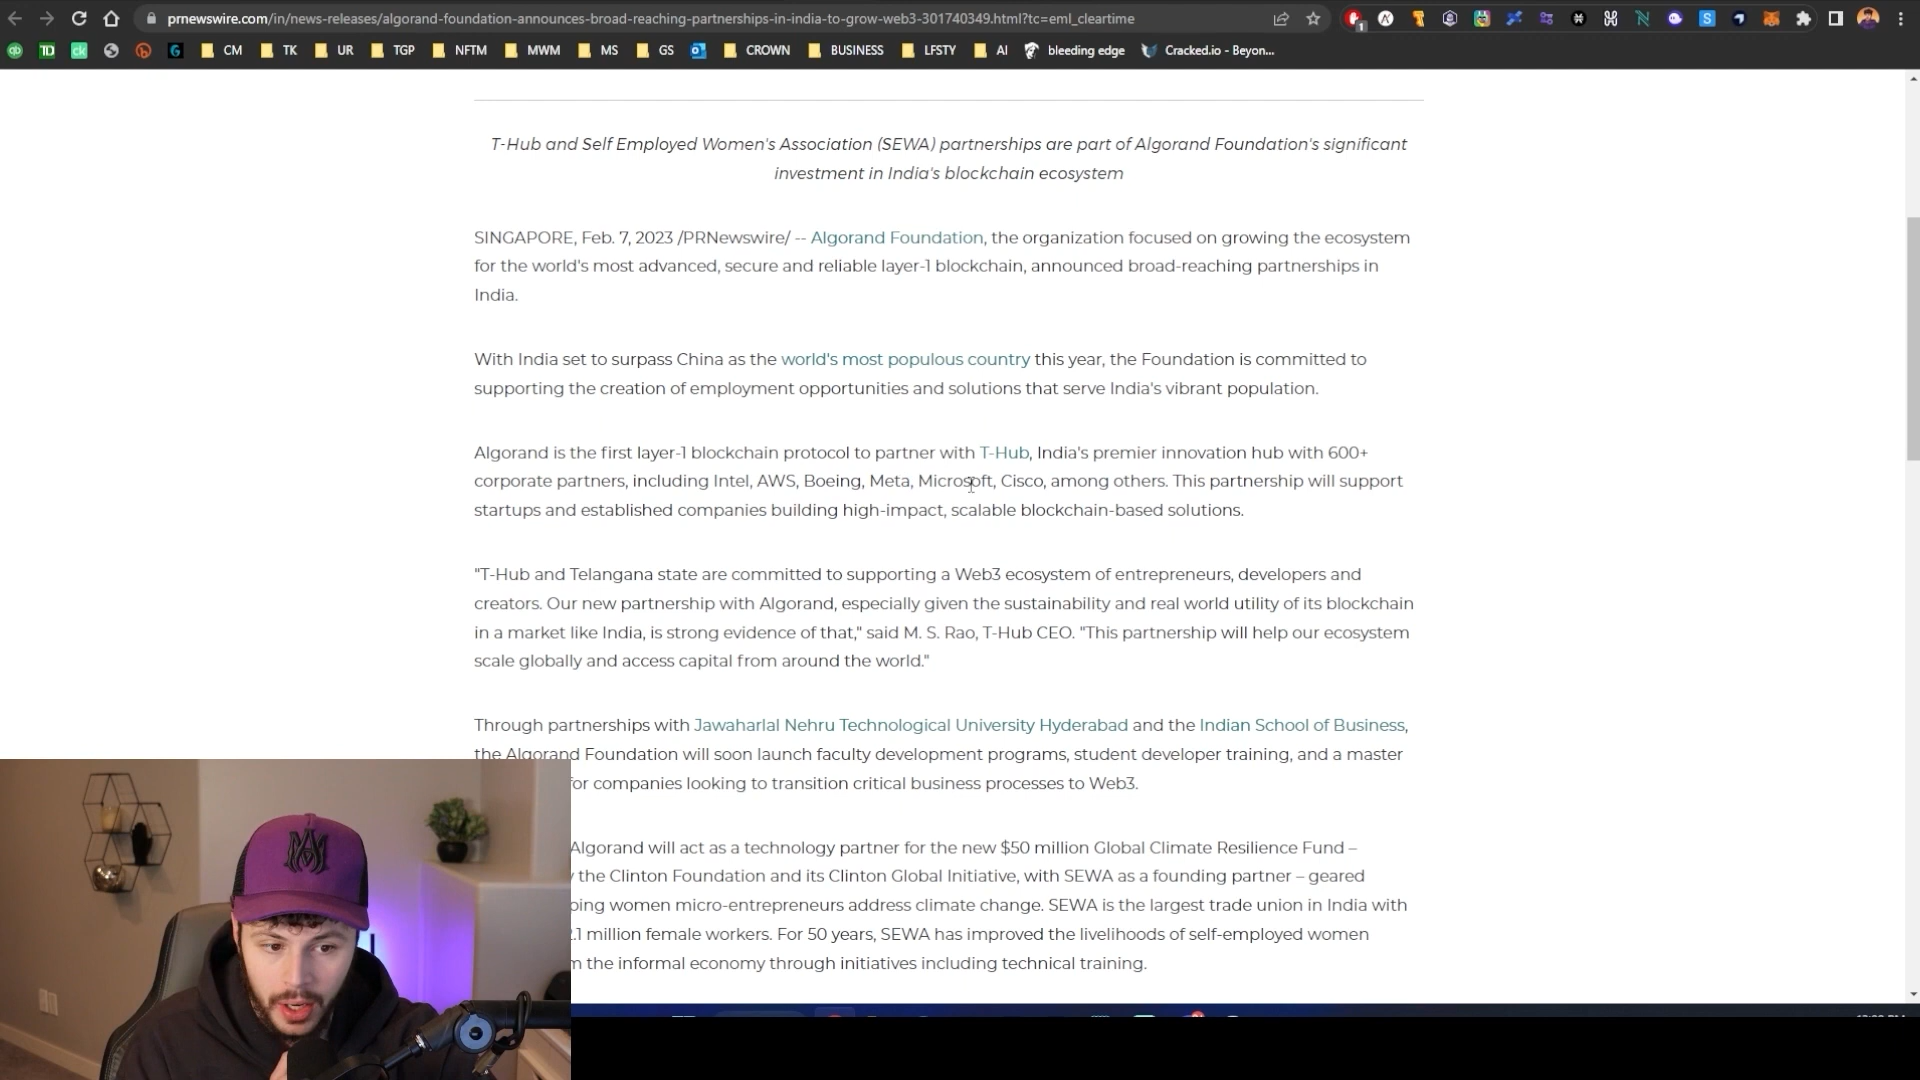 prnewswire.com/in/news-releases/algorand-foundation-announces-broad-reaching-partnerships-in-india-to-grow-web3-301740349.html?tc=eml_cleartime
CM TK UR TGP NFTM MWM MS GS CROWN BUSINESS LFSTY AI bleeding edge Cracked.io - Beyon...
T-Hub and Self Employed Women's Association (SEWA) partnerships are part of Algorand Foundation's significant
investment in India's blockchain ecosystem
SINGAPORE, Feb. 7, 2023 /PRNewswire/ -- Algorand Foundation, the organization focused on growing the ecosystem
for the world's most advanced, secure and reliable layer-1 blockchain, announced broad-reaching partnerships in
India.
With India set to surpass China as the world's most populous country this year, the Foundation is committed to
supporting the creation of employment opportunities and solutions that serve India's vibrant population.
Algorand is the first layer-1 blockchain protocol to partner with T-Hub, India's premier innovation hub with 600+
corporate partners, including Intel, AWS, Boeing, Meta, Microsoft, Cisco, among others. This partnership will support
startups and established companies building high-impact, scalable blockchain-based solutions.
"T-Hub and Telangana state are committed to supporting a Web3 ecosystem of entrepreneurs, developers and
creators. Our new partnership with Algorand, especially given the sustainability and real world utility of its blockchain
in a market like India, is strong evidence of that," said M. S. Rao, T-Hub CEO. "This partnership will help our ecosystem
scale globally and access capital from around the world."
Through partnerships with Jawaharlal Nehru Technological University Hyderabad and the Indian School of Business,
the Algorand Foundation will soon launch faculty development programs, student developer training, and a master
for companies looking to transition critical business processes to Web3.
Algorand will act as a technology partner for the new $50 million Global Climate Resilience Fund –
the Clinton Foundation and its Clinton Global Initiative, with SEWA as a founding partner – geared
women micro-entrepreneurs address climate change. SEWA is the largest trade union in India with
.1 million female workers. For 50 years, SEWA has improved the livelihoods of self-employed women
the informal economy through initiatives including technical training.